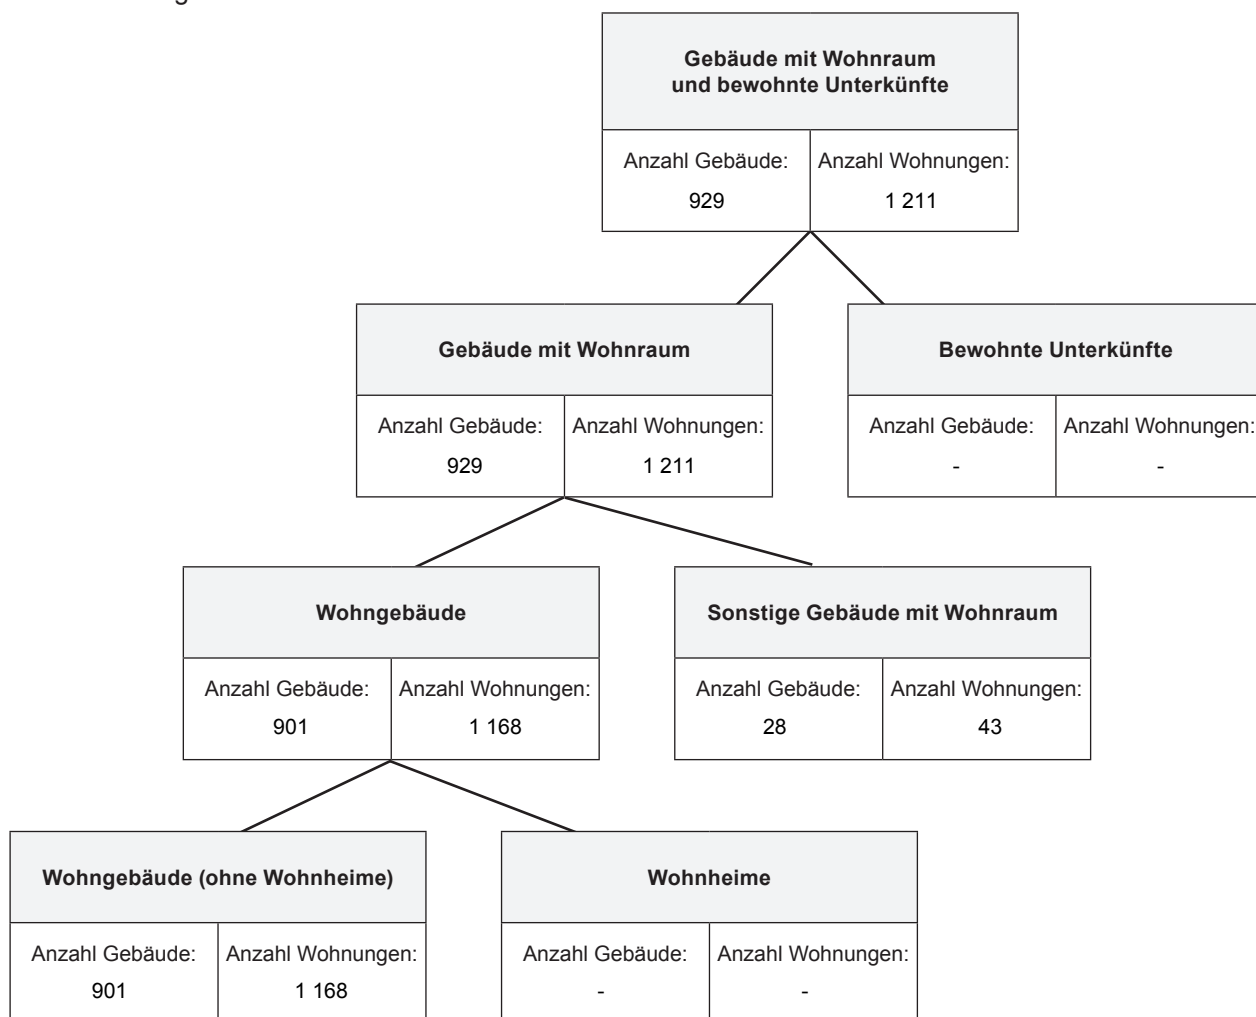 Gebäude mit Wohnraum
und bewohnte Unterkünfte
Anzahl Gebäude: Anzahl Wohnungen:
929 1 211
Gebäude mit Wohnraum
Anzahl Gebäude: Anzahl Wohnungen:
929 1 211
Bewohnte Unterkünfte
Anzahl Gebäude: Anzahl Wohnungen:
- -
Wohngebäude
Anzahl Gebäude: Anzahl Wohnungen:
901 1 168
Sonstige Gebäude mit Wohnraum
Anzahl Gebäude: Anzahl Wohnungen:
28 43
Wohngebäude (ohne Wohnheime)
Anzahl Gebäude: Anzahl Wohnungen:
901 1 168
Wohnheime
Anzahl Gebäude: Anzahl Wohnungen:
- -